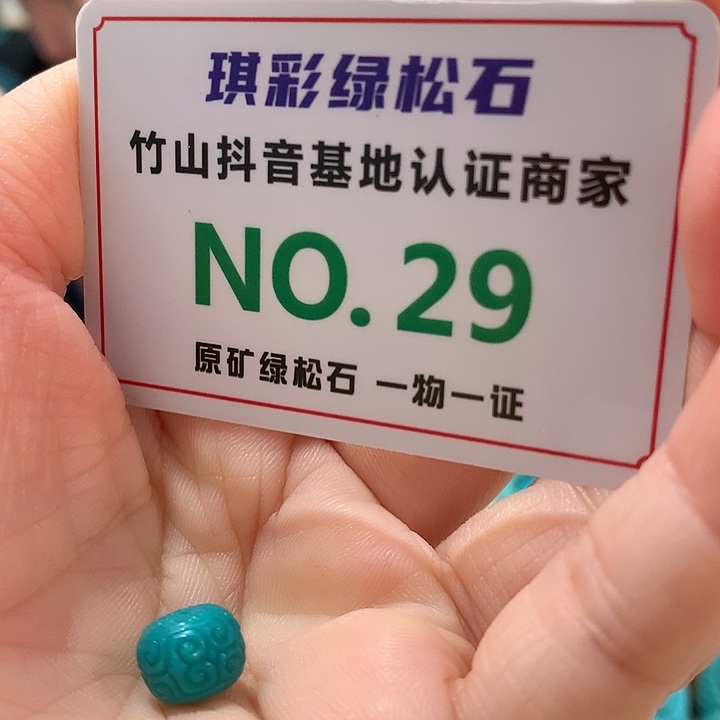 琪彩绿松石
竹山抖音基地认证商家
NO. 29
原矿绿松石 一物一证